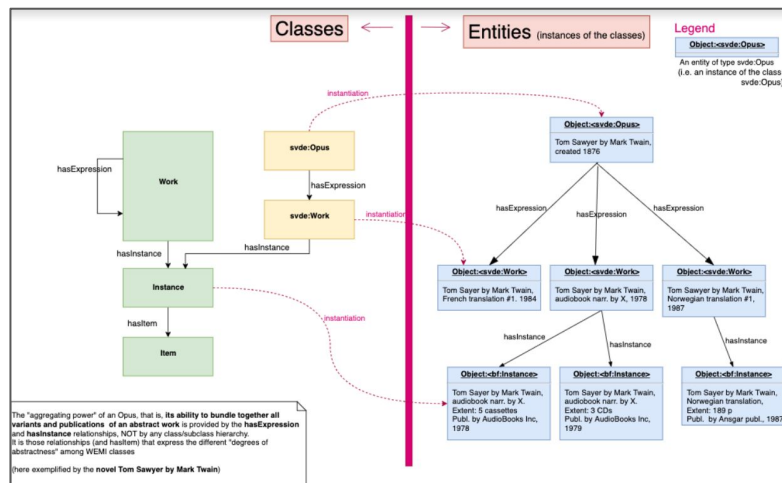 Classes
Entities (instances of the classes)
Legend
Object:<svde:Opus>
An entity of type svde:Opus
(i.e. an instance of the class
svde:Opus)
instantiation
hasExpression
Work
svde:Opus
hasExpression
svde:Work
instantiation
hasInstance
hasInstance
Instance
hasItem
Item
instantiation
Object:<svde:Opus>
Tom Sawyer by Mark Twain,
created 1876
hasExpression
hasExpression
hasExpression
Object:<svde:Work>
Tom Sayer by Mark Twain,
French translation #1. 1984
Object:<svde:Work>
Tom Sayer by Mark Twain,
audiobook narr. by X, 1978
Object:<svde:Work>
Tom Sayer by Mark Twain,
Norwegian translation #1,
1987
hasInstance
hasInstance
Object:<bf:Instance>
Tom Sayer by Mark Twain,
audiobook narr. by X.
Extent: 5 cassettes
Publ. by AudioBooks Inc,
1978
Object:<bf:Instance>
Tom Sayer by Mark Twain,
audiobook narr. by X.
Extent: 3 CDs
Publ. by AudioBooks Inc,
1979
Object:<bf:Instance>
Tom Sayer by Mark Twain,
Norwegian translation,
Extent: 189 p
Publ. by Ansgar publ., 1987
The "aggregating power" of an Opus, that is, its ability to bundle together all
variants and publications of an abstract work is provided by the hasExpression
and hasInstance relationships, NOT by any class/subclass hierarchy.
It is those relationships (and hasItem) that express the different "degrees of
abstractness" among WEMI classes
(here exemplified by the novel Tom Sawyer by Mark Twain)